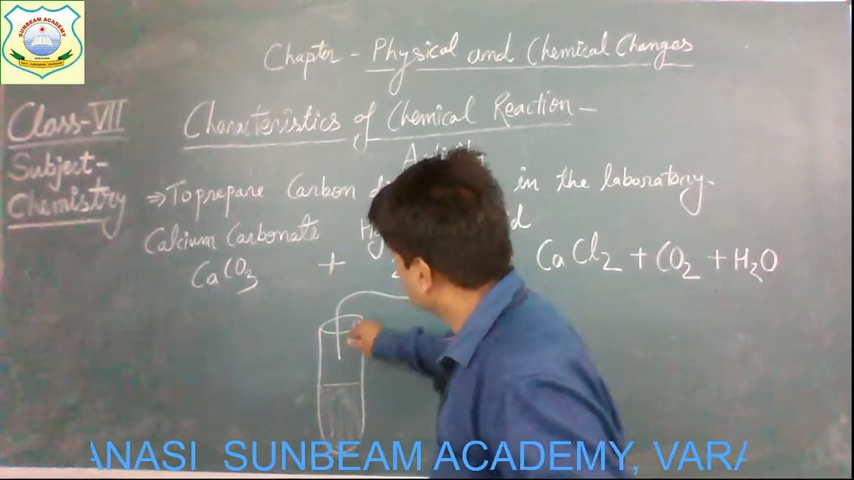 SUNBEAM ACADEMY
Chapter - Physical and Chemical Changes
Class-VII
Subject-
Chemistry
Characteristics of Chemical Reaction -
⇒ To prepare Carbon in the laboratory.
Calcium Carbonate
CaCO3 + CaCl2 + CO2 + H2O
ANASI SUNBEAM ACADEMY, VARA